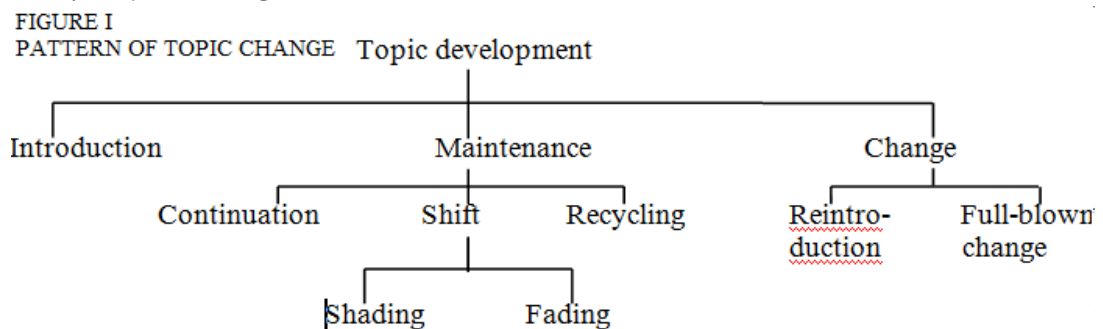 FIGURE I
PATTERN OF TOPIC CHANGE Topic development
Introduction Maintenance Change
Continuation Shift Recycling Reintro- Full-blown
duction change
Shading Fading